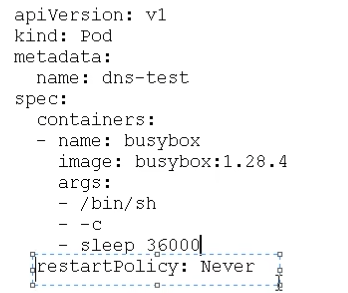 apiVersion: v1
kind: Pod
metadata:
  name: dns-test
spec:
  containers:
  - name: busybox
    image: busybox:1.28.4
    args:
    - /bin/sh
    - -c
    - sleep 36000
  restartPolicy: Never